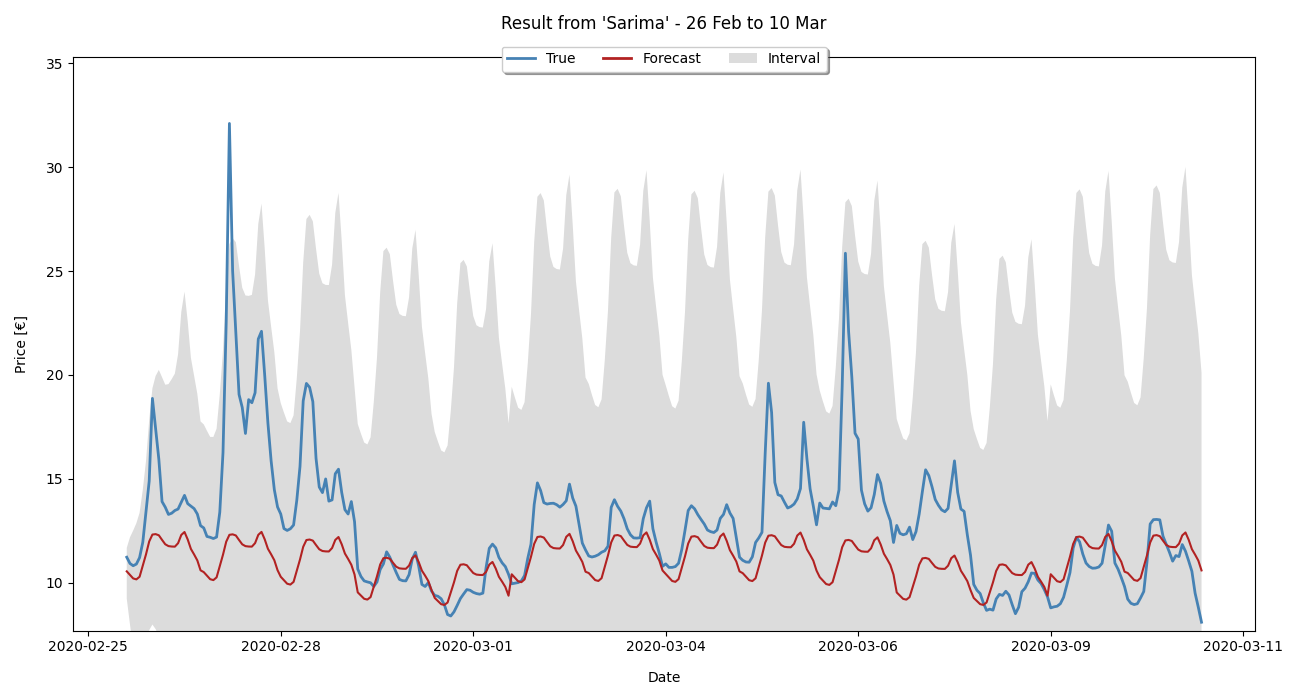 Result from 'Sarima' - 26 Feb to 10 Mar
True Forecast Interval
35
30
25
20
15
10
Price [€]
2020-02-25 2020-02-28 2020-03-01 2020-03-04 2020-03-06 2020-03-09 2020-03-11
Date